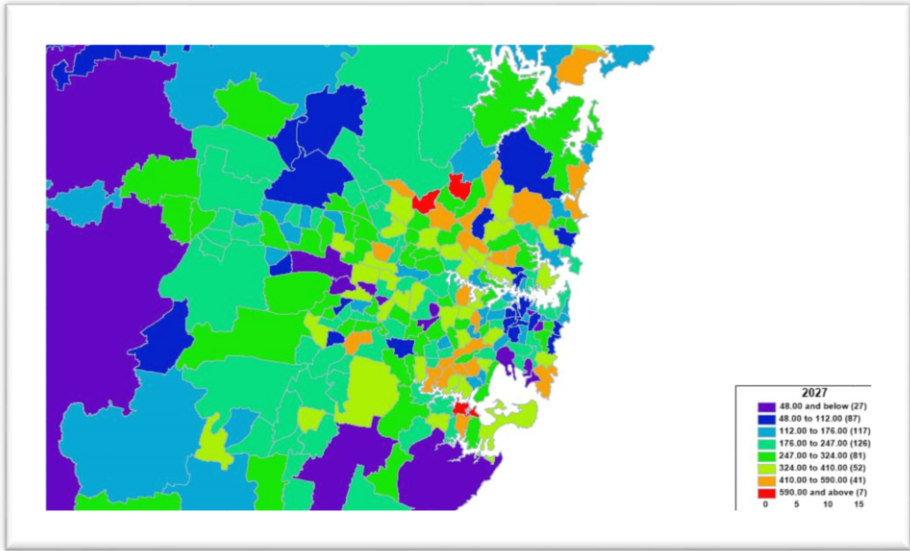 2027
48.00 and below (27)
48.00 to 112.00 (87)
112.00 to 176.00 (117)
176.00 to 247.00 (126)
247.00 to 324.00 (81)
324.00 to 410.00 (52)
410.00 to 590.00 (41)
590.00 and above (7)
0 5 10 15